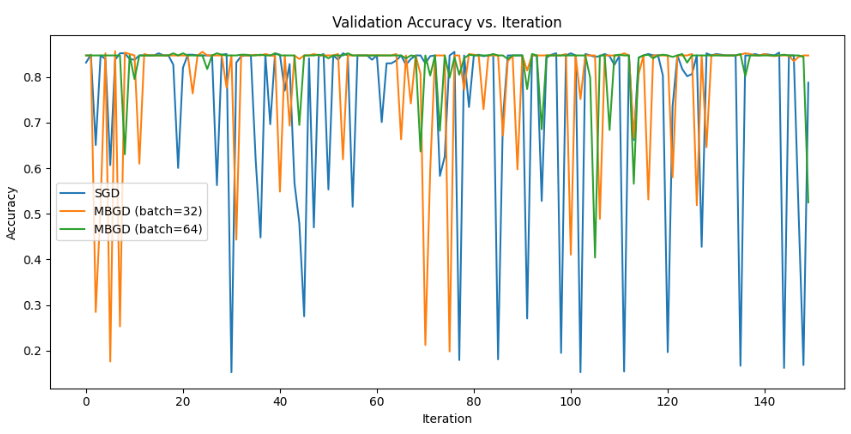 Validation Accuracy vs. Iteration
Accuracy
0.8
0.7
0.6
0.5
0.4
0.3
0.2
SGD
MBGD (batch=32)
MBGD (batch=64)
0 20 40 60 80 100 120 140
Iteration